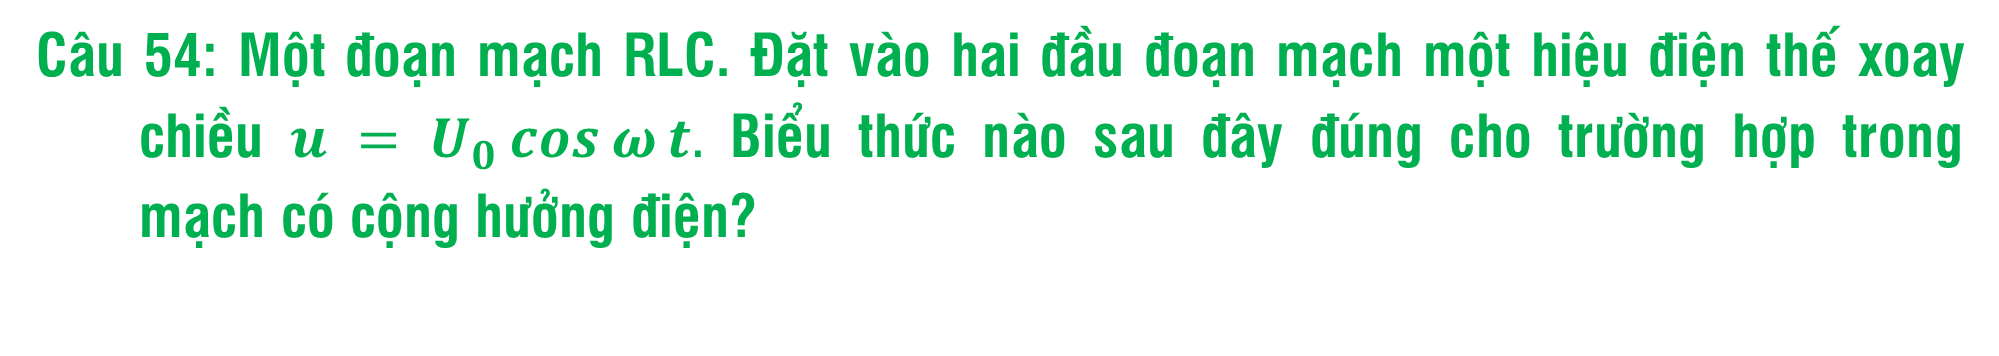 Câu 54: Một đoạn mạch RLC. Đặt vào hai đầu đoạn mạch một hiệu điện thế xoay
chiều u = U₀ cos ω t. Biểu thức nào sau đây đúng cho trường hợp trong
mạch có cộng hưởng điện?